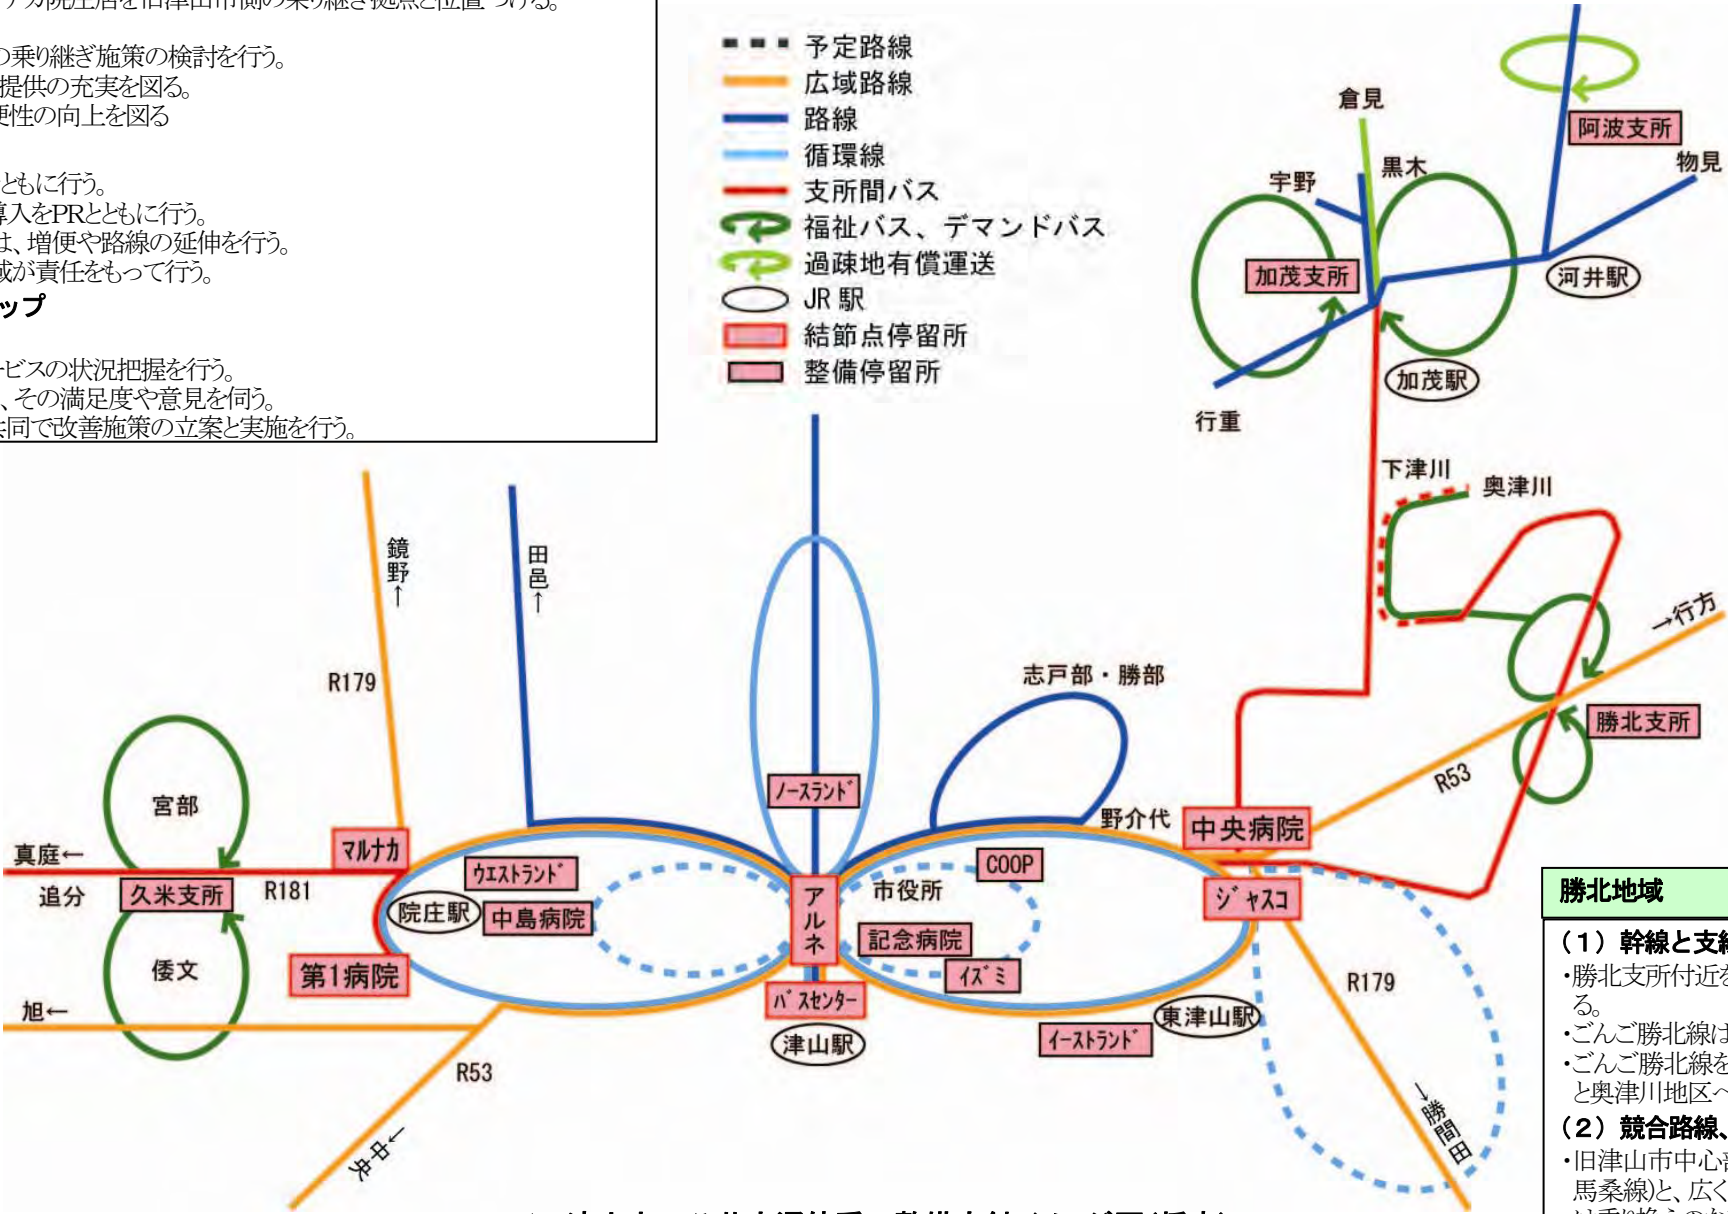 の乗り継ぎ施策の検討を行う。
提供の充実を図る。
便性の向上を図る
ともに行う。
導入をPRとともに行う。
は、増便や路線の延伸を行う。
域が責任をもって行う。
ップ
ービスの状況把握を行う。
、その満足度や意見を伺う。
共同で改善施策の立案と実施を行う。
予定路線
広域路線
路線
循環線
支所間バス
福祉バス、デマンドバス
過疎地有償運送
JR 駅
結節点停留所
整備停留所
倉見
黒木
宇野
阿波支所
物見
加茂支所
河井駅
加茂駅
行重
下津川
奥津川
→行方
勝北支所
R53
鏡野→
田邑→
R179
志戸部・勝部
野介代
中央病院
ジャスコ
ノースランド
宮部
真庭←
追分
久米支所
R181
マルナカ
ウエストランド
院庄駅
中島病院
アルネ
市役所
COOP
記念病院
イズミ
倭文
第1病院
旭←
バスセンター
津山駅
イーストランド
東津山駅
R179
R53
→中央
→勝間田
勝北地域
（1）幹線と支線
・勝北支所付近を
る。
・ごんご勝北線は
・ごんご勝北線を
と奥津川地区へ
（2）競合路線、
・旧津山市中心部
馬桑線)と、広く